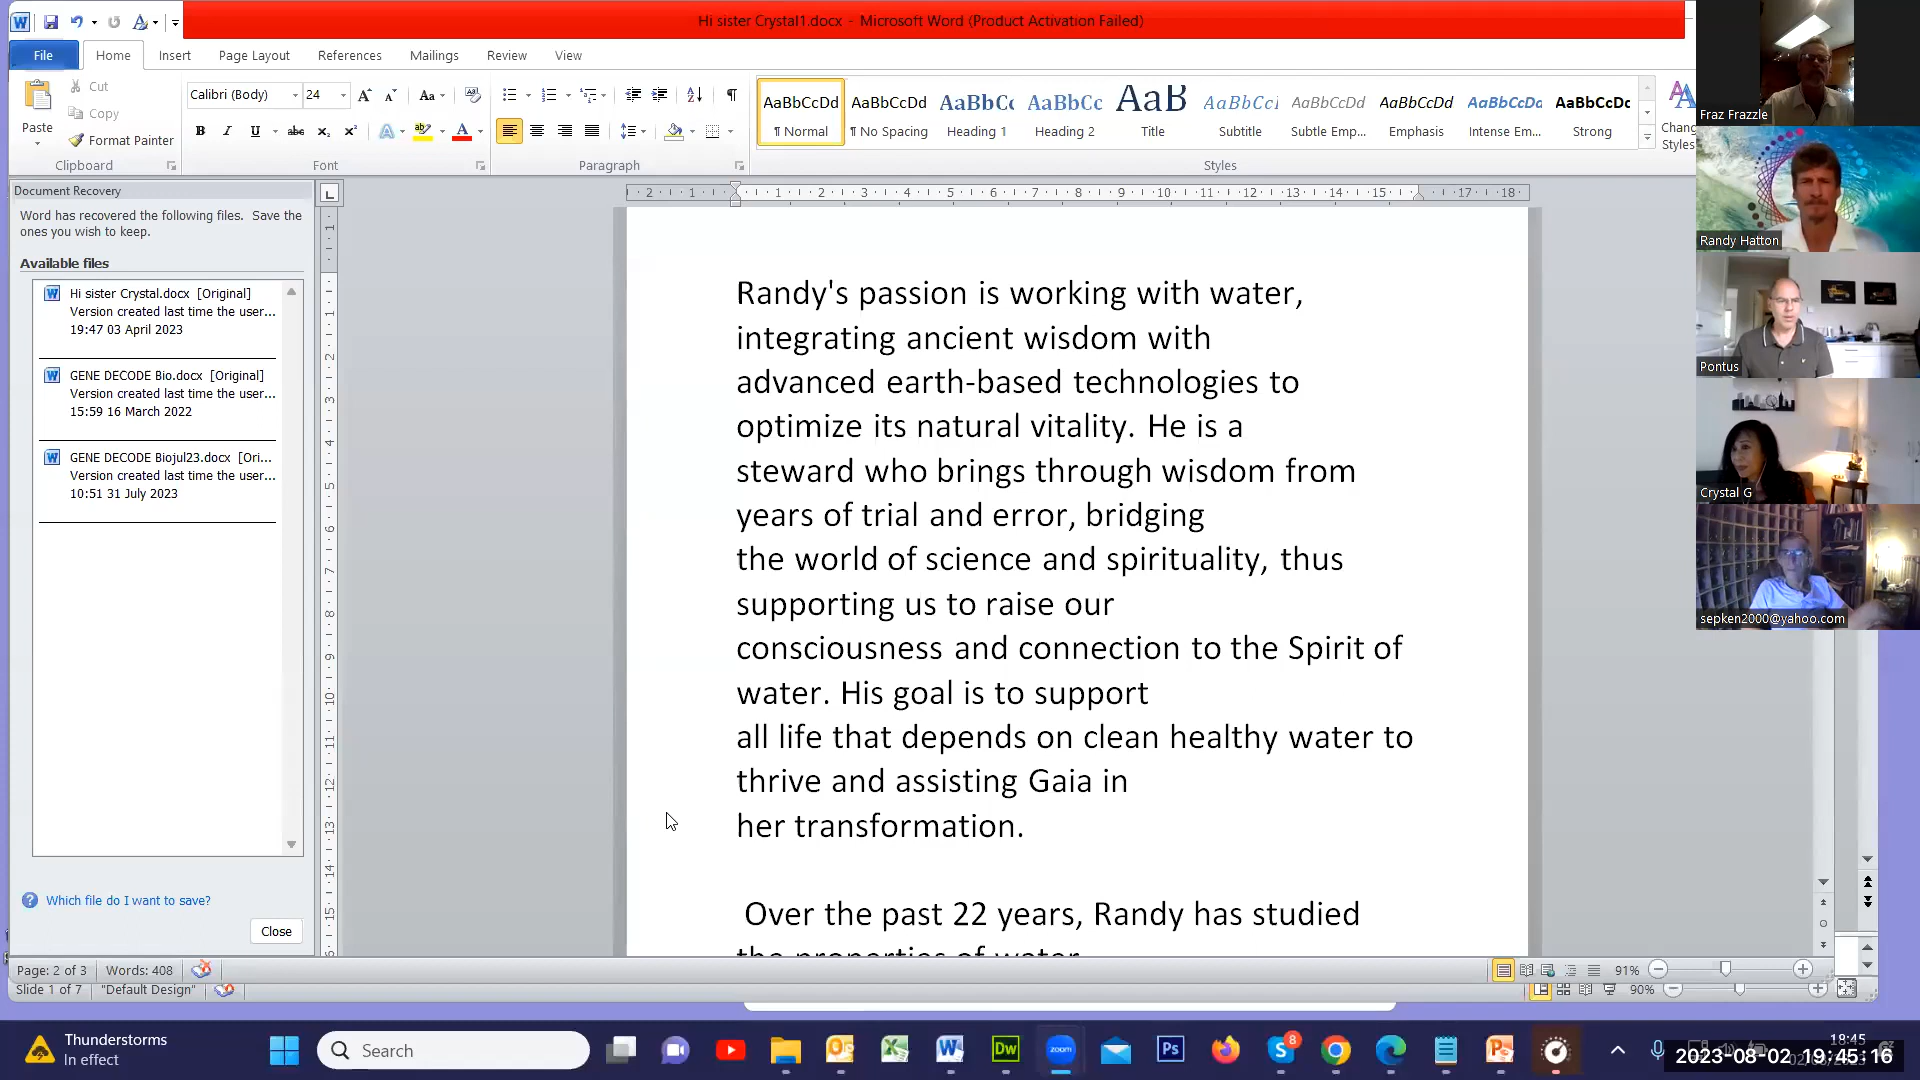 Hi sister Crystal1.docx - Microsoft Word (Product Activation Failed)
File Home Insert Page Layout References Mailings Review View
Paste
Cut
Copy
Format Painter
Clipboard
Calibri (Body) 24
Font
Paragraph
AaBbCcDd AaBbCcDd AaBbCc AaBbCc AaB AaBbCcI AaBbCcDd AaBbCcDd AaBbCcDd AaBbCcDc
¶ Normal ¶ No Spacing Heading 1 Heading 2 Title Subtitle Subtle Emp... Emphasis Intense Em... Strong
Styles
Chang
Styles
Document Recovery
Word has recovered the following files. Save the
ones you wish to keep.
Available files
Hi sister Crystal.docx [Original]
Version created last time the user...
19:47 03 April 2023
GENE DECODE Bio.docx [Original]
Version created last time the user...
15:59 16 March 2022
GENE DECODE Biojul23.docx [Ori...
Version created last time the user...
10:51 31 July 2023
Which file do I want to save?
Close
Randy's passion is working with water,
integrating ancient wisdom with
advanced earth-based technologies to
optimize its natural vitality. He is a
steward who brings through wisdom from
years of trial and error, bridging
the world of science and spirituality, thus
supporting us to raise our
consciousness and connection to the Spirit of
water. His goal is to support
all life that depends on clean healthy water to
thrive and assisting Gaia in
her transformation.
Over the past 22 years, Randy has studied
the properties of water
Fraz Frazzle
Randy Hatton
Pontus
Crystal G
sepken2000@yahoo.com
Page: 2 of 3 Words: 408 91%
Slide 1 of 7 "Default Design" 90%
Thunderstorms
In effect
Search
Dw
zoom
Ps
8
18:45
2023-08-02 19:45:16